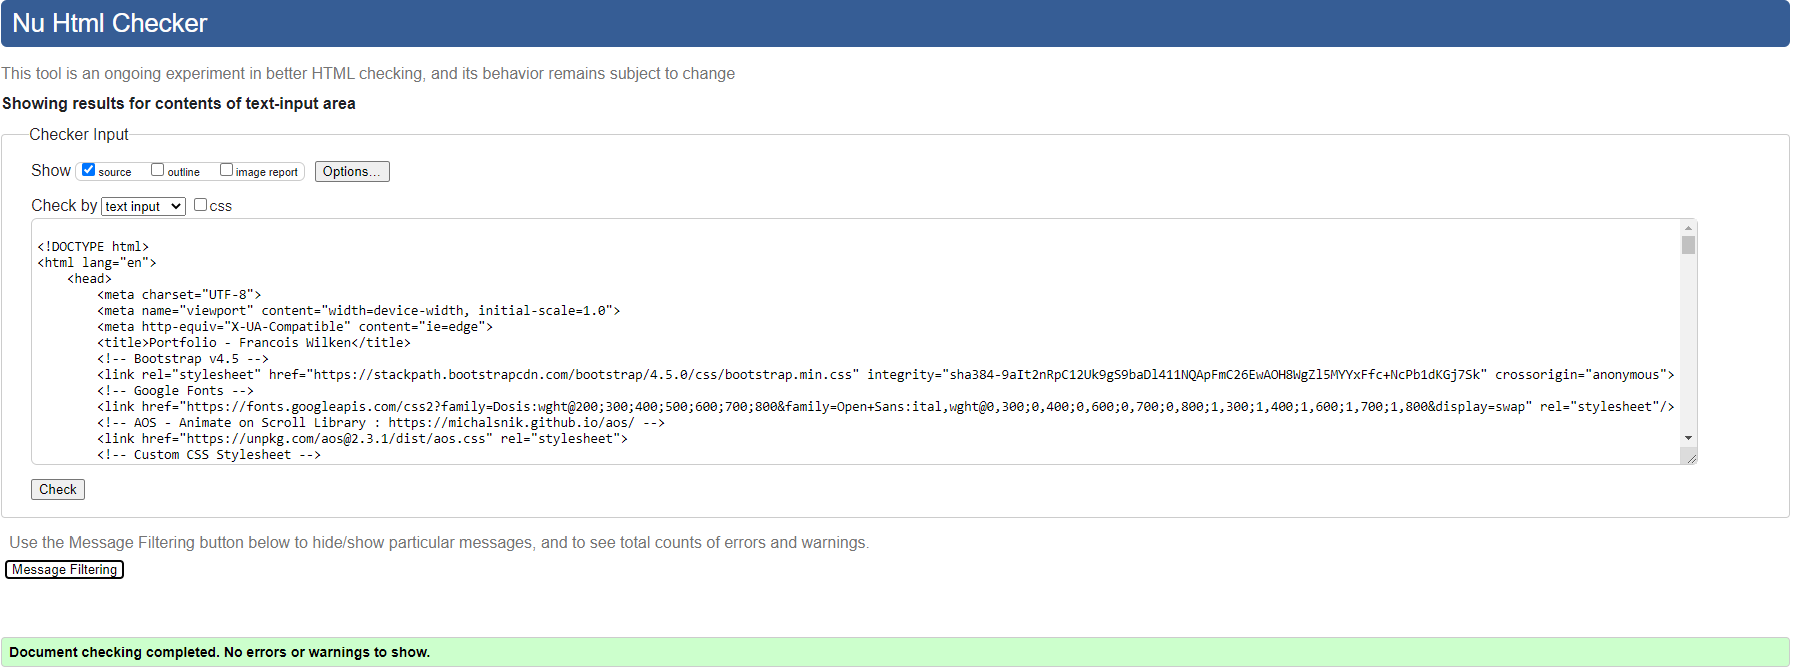 Nu Html Checker
This tool is an ongoing experiment in better HTML checking, and its behavior remains subject to change
Showing results for contents of text-input area
Checker Input
Show source outline image report Options...
Check by text input css
<!DOCTYPE html>
<html lang="en">
<head>
<meta charset="UTF-8">
<meta name="viewport" content="width=device-width, initial-scale=1.0">
<meta http-equiv="X-UA-Compatible" content="ie=edge">
<title>Portfolio - Francois Wilken</title>
<!-- Bootstrap v4.5 -->
<link rel="stylesheet" href="https://stackpath.bootstrapcdn.com/bootstrap/4.5.0/css/bootstrap.min.css" integrity="sha384-9aIt2nRpC12Uk9gS9baDl411NQApFmC26EwAOH8WgZl5MYYxFfc+NcPb1dKGj7Sk" crossorigin="anonymous">
<!-- Google Fonts -->
<link href="https://fonts.googleapis.com/css2?family=Dosis:wght@200;300;400;500;600;700;800&family=Open+Sans:ital,wght@0,300;0,400;0,600;0,700;0,800;1,300;1,400;1,600;1,700;1,800&display=swap" rel="stylesheet"/>
<!-- AOS - Animate on Scroll Library : https://michalsnik.github.io/aos/ -->
<link href="https://unpkg.com/aos@2.3.1/dist/aos.css" rel="stylesheet">
<!-- Custom CSS Stylesheet -->
Check
Use the Message Filtering button below to hide/show particular messages, and to see total counts of errors and warnings.
Message Filtering
Document checking completed. No errors or warnings to show.